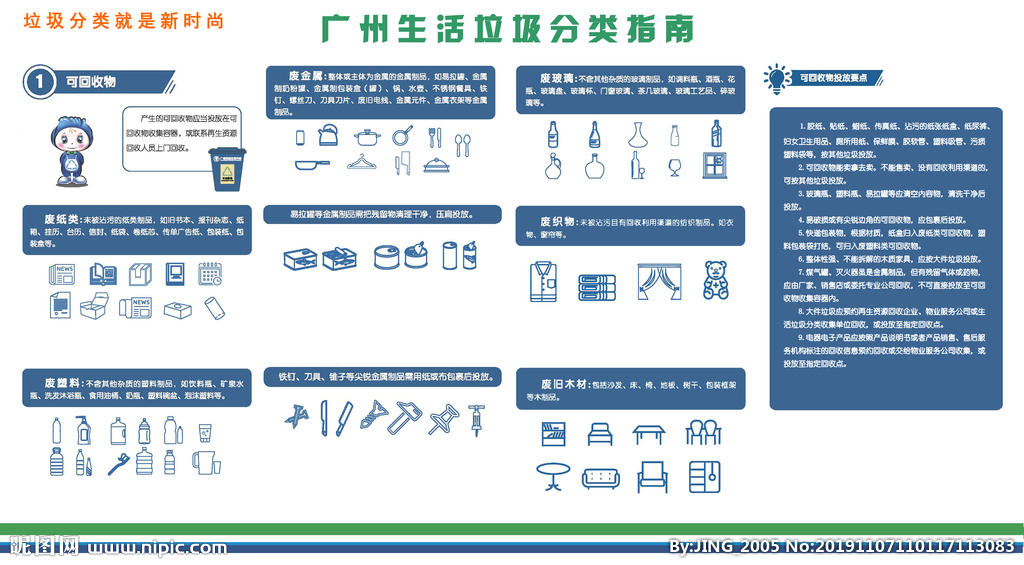 垃圾分类就是新时尚
广州生活垃圾分类指南
1 可回收物
产生的可回收物应当投放在可
回收物收集容器。或联系再生资源
回收人员上门回收。
废纸类:未被沾污的纸类制品,如旧书本、报刊杂志、纸
箱、挂历、台历、信封、纸袋、卷纸芯、传单广告纸、包装纸、包
装盒等。
NEWS
NEWS
废塑料:不含其他杂质的塑料制品,如饮料瓶、矿泉水
瓶、洗发沐浴瓶、食用油桶、奶瓶、塑料碗盆、泡沫塑料等。
废金属:整体或主体为金属的金属制品,如易拉罐、金属
制奶粉罐、金属制包装盒(罐)、锅、水壶、不锈钢餐具、铁
钉、螺丝刀、刀具刀片、废旧电线、金属元件、金属衣架等金属
制品。
易拉罐等金属制品需把残留物清理干净,压扁投放。
铁钉、刀具、锥子等尖锐金属制品需用纸或布包裹后投放。
废玻璃:不含其他杂质的玻璃制品,如调料瓶、酒瓶、花
瓶、玻璃盘、玻璃杯、门窗玻璃、茶几玻璃、玻璃工艺品、碎玻
璃等。
废织物:未被沾污且有回收利用渠道的纺织制品。如衣
物、窗帘等。
废旧木材:包括沙发、床、椅、地板、树干、包装框架
等木制品。
可回收物投放要点
1.胶纸、贴纸、蜡纸、传真纸、沾污的纸张纸盒、纸尿裤、
妇女卫生用品、厕所用纸、保鲜膜、胶软管、塑料吸管、污损
塑料袋等,按其他垃圾投放。
2.可回收物能卖拿去卖。不能售卖、没有回收利用渠道的,
可按其他垃圾投放。
3.玻璃瓶、塑料瓶、易拉罐等应清空内容物,清洗干净后
投放。
4.易破损或有尖锐边角的可回收物,应包裹后投放。
5.快递包装物,根据材质,纸盒归入废纸类可回收物,塑
料包装袋打结,可归入废塑料类可回收物。
6.整体性强、不能拆解的木质家具,应按大件垃圾投放。
7.煤气罐、灭火器虽是金属制品,但有残留气体或药物,
应由厂家、销售店或委托专业公司回收,不可直接投放至可回
收物收集容器内。
8.大件垃圾应预约再生资源回收企业、物业服务公司或生
活垃圾分类收集单位回收,或投放至指定回收点。
9.电器电子产品应按照产品说明书或者产品销售、售后服
务机构标注的回收信息预约回收或交给物业服务公司收集,或
投放至指定回收点。
昵图网 www.nipic.com
By:JING_2005 No:20191107110117113083